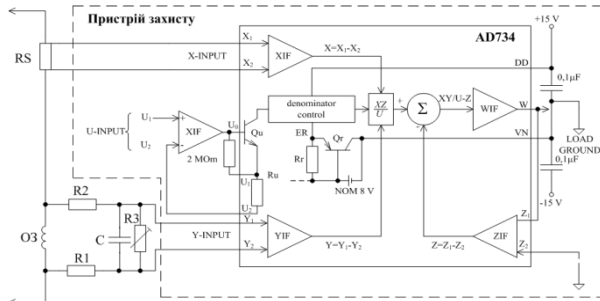 Пристрій захисту
+15 V
AD734
RS
X-INPUT
X₁
X₂
XIF
X=X₁-X₂
DD
0,1µF
denominator
control
XZ
U
+
Σ
-
XY/U-Z
WIF
W
LOAD
GROUND
VN
U-INPUT
U₁
U₂
+
-
XIF
U₀
Qu
2 MOm
U₁
Ru
U₂
ER
Qr
Rr
NOM 8 V
0,1µF
-15 V
R2
R3
C
ОЗ
R1
Y-INPUT
Y₁
Y₂
YIF
Y=Y₁-Y₂
Z=Z₁-Z₂
ZIF
Z₁
Z₂